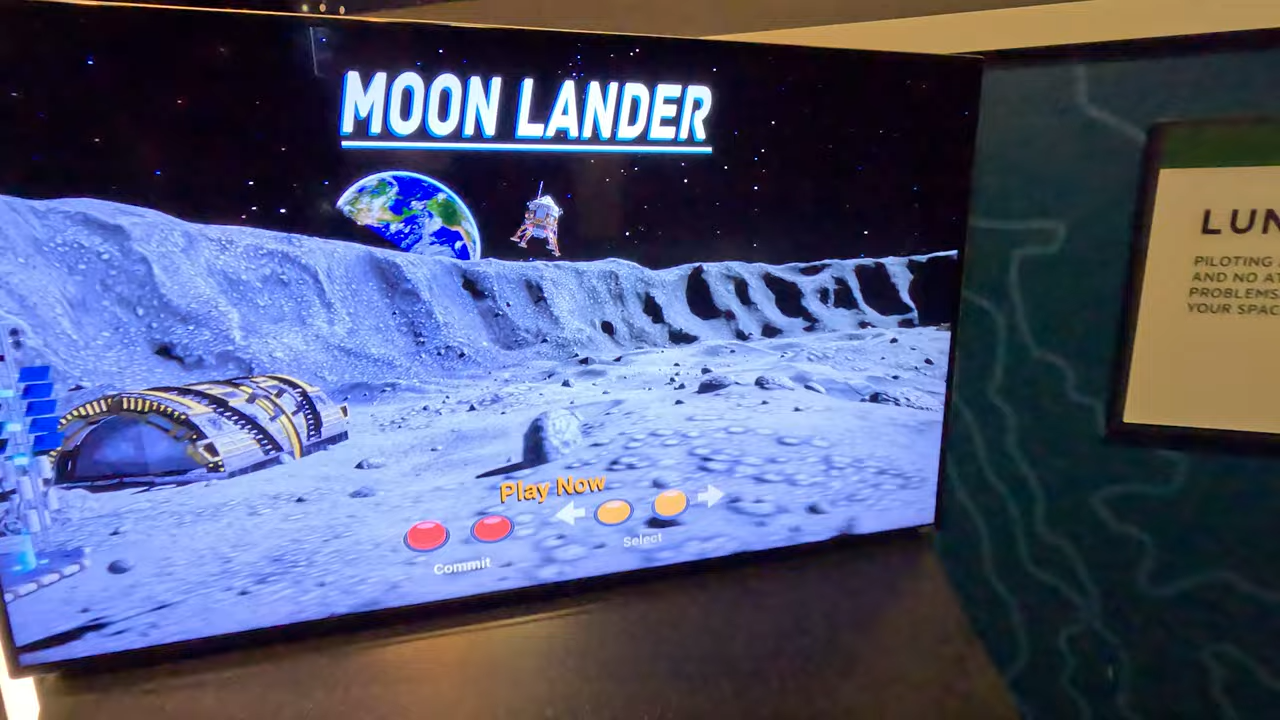 MOON LANDER
Play Now
Select
Commit
LUN
PILOTING
AND NO AT
PROBLEMS
YOUR SPAC